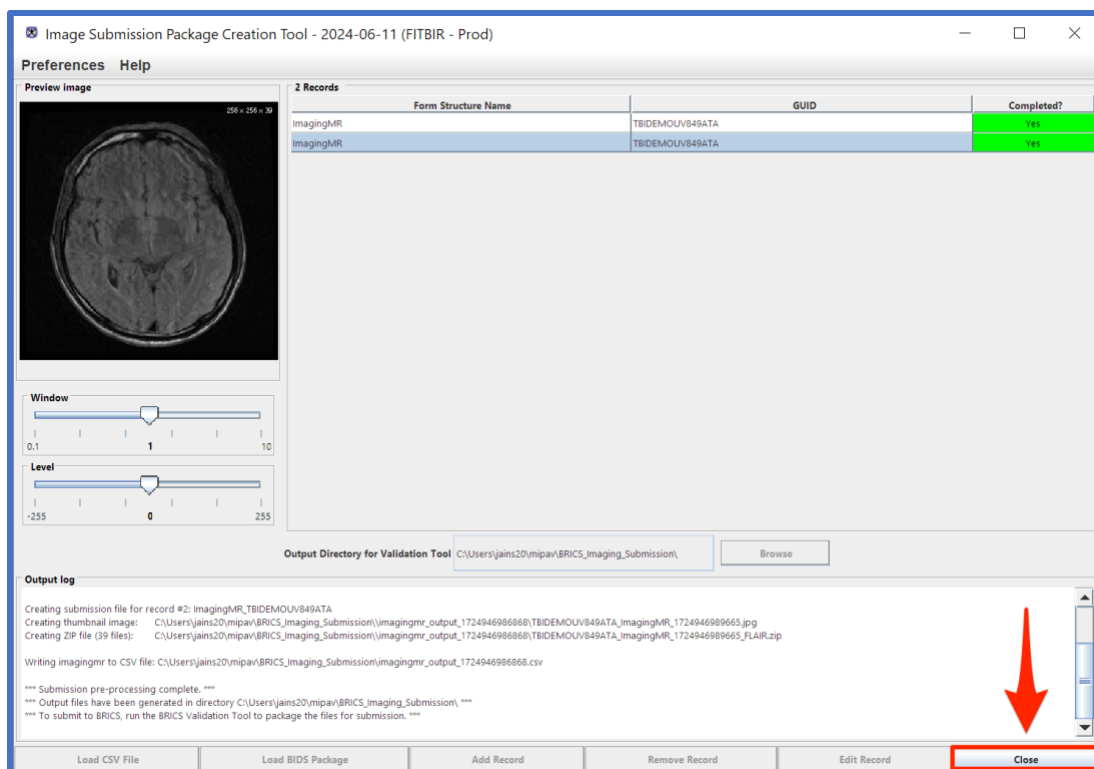 Image Submission Package Creation Tool - 2024-06-11 (FITBIR - Prod)
Preferences Help
Preview image
256 × 256 × 39
2 Records
Form Structure Name GUID Completed?
ImagingMR TBIDEMOUV849ATA Yes
ImagingMR TBIDEMOUV849ATA Yes
Window
0.1 1 10
Level
-255 0 255
Output Directory for Validation Tool C:\Users\jains20\mipav\BRICS_Imaging_Submission\ Browse
Output log
Creating submission file for record #2: ImagingMR_TBIDEMOUV849ATA
Creating thumbnail image: C:\Users\jains20\mipav\BRICS_Imaging_Submission\\imagingmr_output_1724946986868\TBIDEMOUV849ATA_ImagingMR_1724946989665.jpg
Creating ZIP file (39 files): C:\Users\jains20\mipav\BRICS_Imaging_Submission\\imagingmr_output_1724946986868\TBIDEMOUV849ATA_ImagingMR_1724946989665_FLAIR.zip
Writing imagingmr to CSV file: C:\Users\jains20\mipav\BRICS_Imaging_Submission\imagingmr_output_1724946986868.csv
*** Submission pre-processing complete. ***
*** Output files have been generated in directory C:\Users\jains20\mipav\BRICS_Imaging_Submission\ ***
*** To submit to BRICS, run the BRICS Validation Tool to package the files for submission. ***
Load CSV File Load BIDS Package Add Record Remove Record Edit Record Close